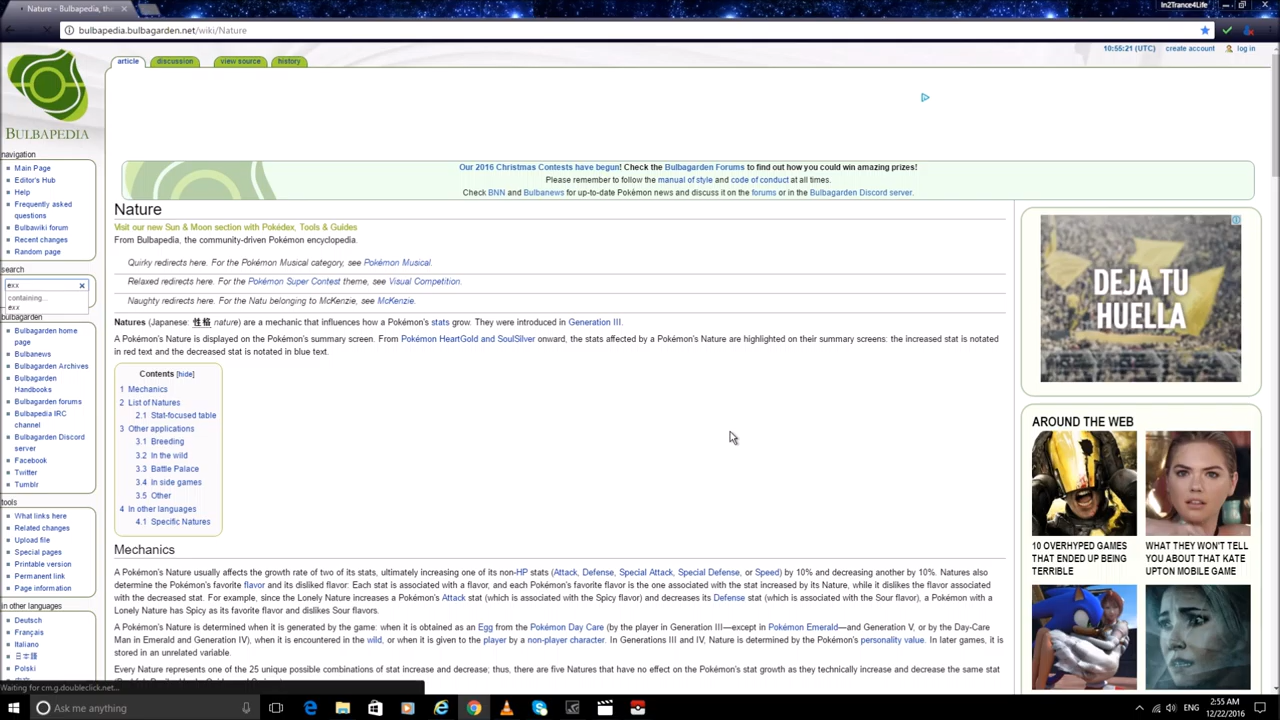 Nature - Bulbapedia, the
In2Trance4Life
bulbapedia.bulbagarden.net/wiki/Nature
10:55:21 (UTC) create account log in
article discussion view source history
BULBAPEDIA
navigation
Main Page
Editor's Hub
Help
Frequently asked
questions
Bulbawiki forum
Recent changes
Random page
search
exx
containing...
exx
bulbagarden
Bulbagarden home
page
Bulbanews
Bulbagarden Archives
Bulbagarden
Handbooks
Bulbagarden forums
Bulbapedia IRC
channel
Bulbagarden Discord
server
Facebook
Twitter
Tumblr
tools
What links here
Related changes
Upload file
Special pages
Printable version
Permanent link
Page information
in other languages
Deutsch
Français
Italiano
日本語
Polski
Our 2016 Christmas Contests have begun! Check the Bulbagarden Forums to find out how you could win amazing prizes!
Please remember to follow the manual of style and code of conduct at all times.
Check BNN and Bulbanews for up-to-date Pokémon news and discuss it on the forums or in the Bulbagarden Discord server.
Nature
Visit our new Sun & Moon section with Pokédex, Tools & Guides
From Bulbapedia, the community-driven Pokémon encyclopedia.
Quirky redirects here. For the Pokémon Musical category, see Pokémon Musical.
Relaxed redirects here. For the Pokémon Super Contest theme, see Visual Competition.
Naughty redirects here. For the Natu belonging to McKenzie, see McKenzie.
Natures (Japanese: 性格 nature) are a mechanic that influences how a Pokémon's stats grow. They were introduced in Generation III.
A Pokémon's Nature is displayed on the Pokémon's summary screen. From Pokémon HeartGold and SoulSilver onward, the stats affected by a Pokémon's Nature are highlighted on their summary screens: the increased stat is notated
in red text and the decreased stat is notated in blue text.
Contents [hide]
1 Mechanics
2 List of Natures
2.1 Stat-focused table
3 Other applications
3.1 Breeding
3.2 In the wild
3.3 Battle Palace
3.4 In side games
3.5 Other
4 In other languages
4.1 Specific Natures
Mechanics
A Pokémon's Nature usually affects the growth rate of two of its stats, ultimately increasing one of its non-HP stats (Attack, Defense, Special Attack, Special Defense, or Speed) by 10% and decreasing another by 10%. Natures also
determine the Pokémon's favorite flavor and its disliked flavor: Each stat is associated with a flavor, and each Pokémon's favorite flavor is the one associated with the stat increased by its Nature, while it dislikes the flavor associated
with the decreased stat. For example, since the Lonely Nature increases a Pokémon's Attack stat (which is associated with the Spicy flavor) and decreases its Defense stat (which is associated with the Sour flavor), a Pokémon with a
Lonely Nature has Spicy as its favorite flavor and dislikes Sour flavors.
A Pokémon's Nature is determined when it is generated by the game: when it is obtained as an Egg from the Pokémon Day Care (by the player in Generation III—except in Pokémon Emerald—and Generation V, or by the Day-Care
Man in Emerald and Generation IV), when it is encountered in the wild, or when it is given to the player by a non-player character. In Generations III and IV, Nature is determined by the Pokémon's personality value. In later games, it is
stored in an unrelated variable.
Every Nature represents one of the 25 unique possible combinations of stat increase and decrease; thus, there are five Natures that have no effect on the Pokémon's stat growth as they technically increase and decrease the same stat
DEJA TU
HUELLA
AROUND THE WEB
10 OVERHYPED GAMES
THAT ENDED UP BEING
TERRIBLE
WHAT THEY WON'T TELL
YOU ABOUT THAT KATE
UPTON MOBILE GAME
Waiting for cm.g.doubleclick.net...
Ask me anything
ENG
2:55 AM
12/22/2016